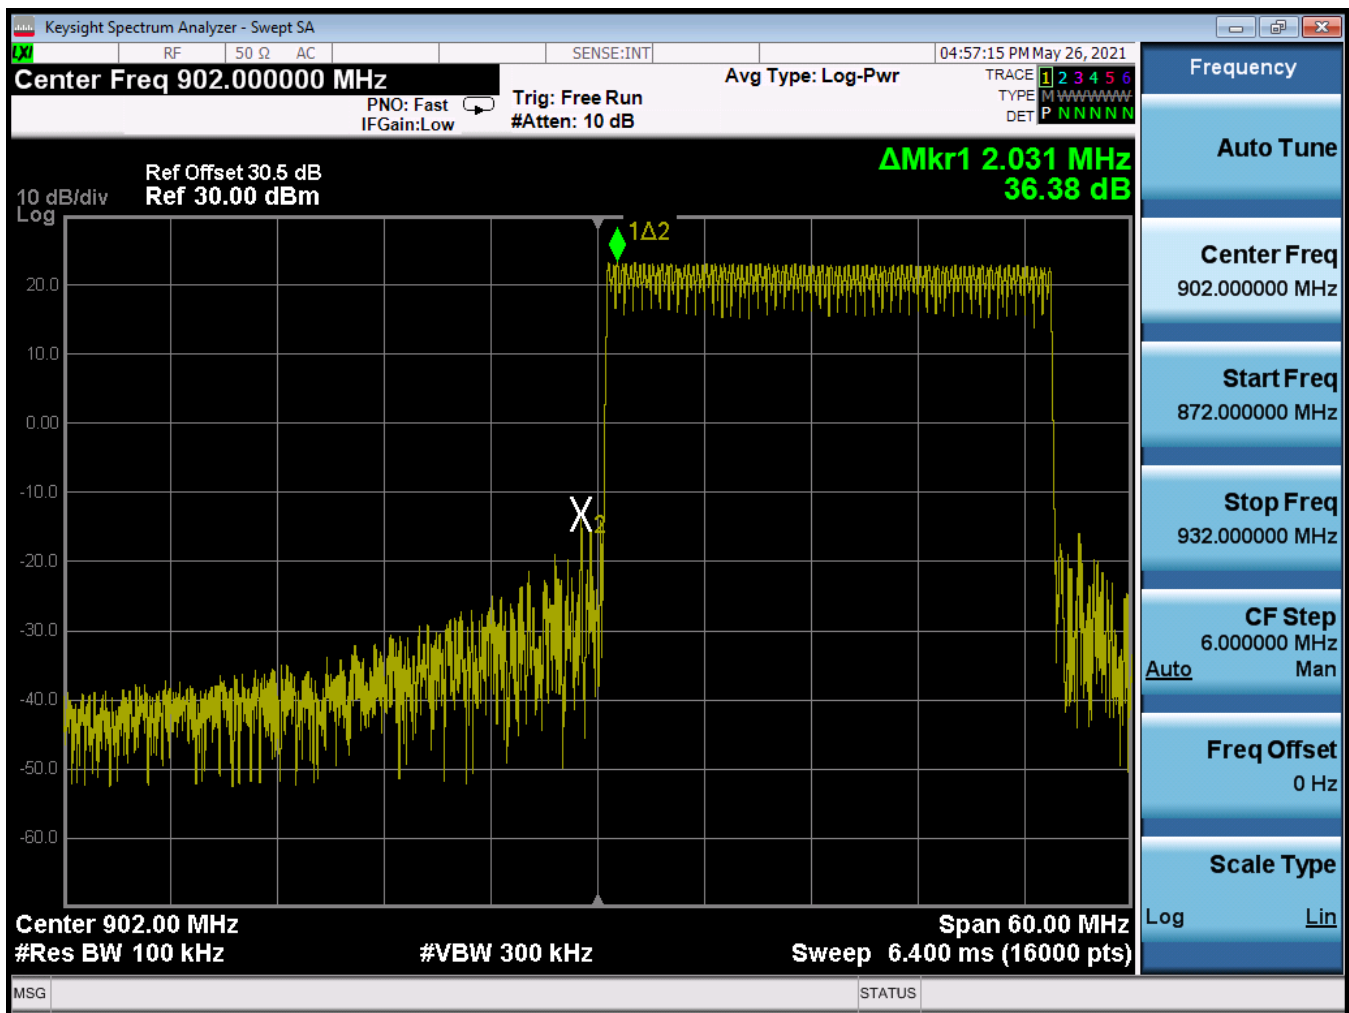 Keysight Spectrum Analyzer - Swept SA
LXI RF 50 Ω AC SENSE:INT 04:57:15 PM May 26, 2021
Center Freq 902.000000 MHz
PNO: Fast
IFGain:Low
Trig: Free Run
#Atten: 10 dB
Avg Type: Log-Pwr
TRACE 1 2 3 4 5 6
TYPE M WWWWW
DET P N N N N N
ΔMkr1 2.031 MHz
36.38 dB
Ref Offset 30.5 dB
10 dB/div Ref 30.00 dBm
Log
1Δ2
20.0
10.0
0.00
-10.0
X2
-20.0
-30.0
-40.0
-50.0
-60.0
Center 902.00 MHz Span 60.00 MHz
#Res BW 100 kHz #VBW 300 kHz Sweep 6.400 ms (16000 pts)
MSG STATUS
Frequency
Auto Tune
Center Freq
902.000000 MHz
Start Freq
872.000000 MHz
Stop Freq
932.000000 MHz
CF Step
6.000000 MHz
Auto Man
Freq Offset
0 Hz
Scale Type
Log Lin